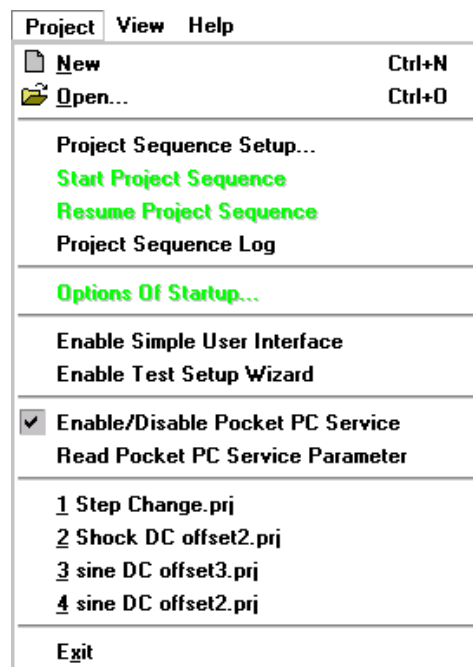 Project View Help
New Ctrl+N
Open... Ctrl+O
Project Sequence Setup...
Start Project Sequence
Resume Project Sequence
Project Sequence Log
Options Of Startup...
Enable Simple User Interface
Enable Test Setup Wizard
Enable/Disable Pocket PC Service
Read Pocket PC Service Parameter
1 Step Change.prj
2 Shock DC offset2.prj
3 sine DC offset3.prj
4 sine DC offset2.prj
Exit